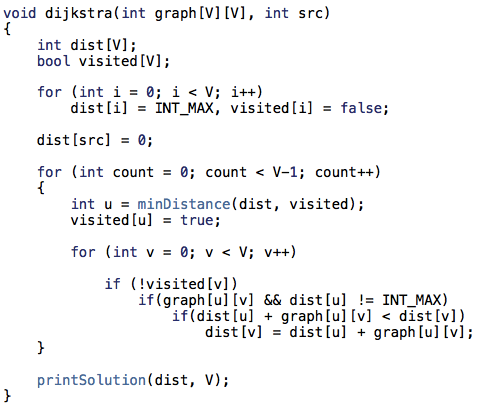 void dijkstra(int graph[V][V], int src)
{
    int dist[V];
    bool visited[V];

    for (int i = 0; i < V; i++)
        dist[i] = INT_MAX, visited[i] = false;

    dist[src] = 0;

    for (int count = 0; count < V-1; count++)
    {
        int u = minDistance(dist, visited);
        visited[u] = true;

        for (int v = 0; v < V; v++)

            if (!visited[v])
                if(graph[u][v] && dist[u] != INT_MAX)
                    if(dist[u] + graph[u][v] < dist[v])
                        dist[v] = dist[u] + graph[u][v];
    }

    printSolution(dist, V);
}